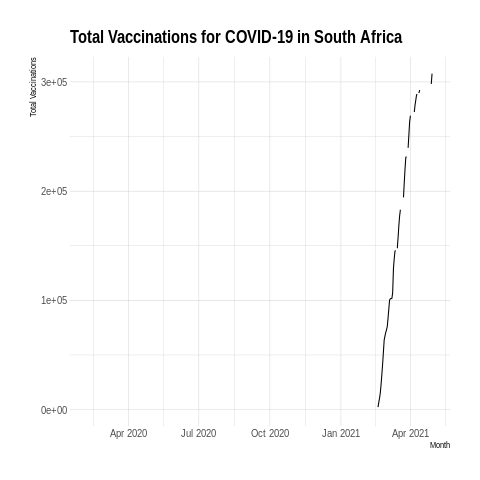 Total Vaccinations for COVID-19 in South Africa
Total Vaccinations
3e+05
2e+05
1e+05
0e+00
Apr 2020 Jul 2020 Oct 2020 Jan 2021 Apr 2021
Month